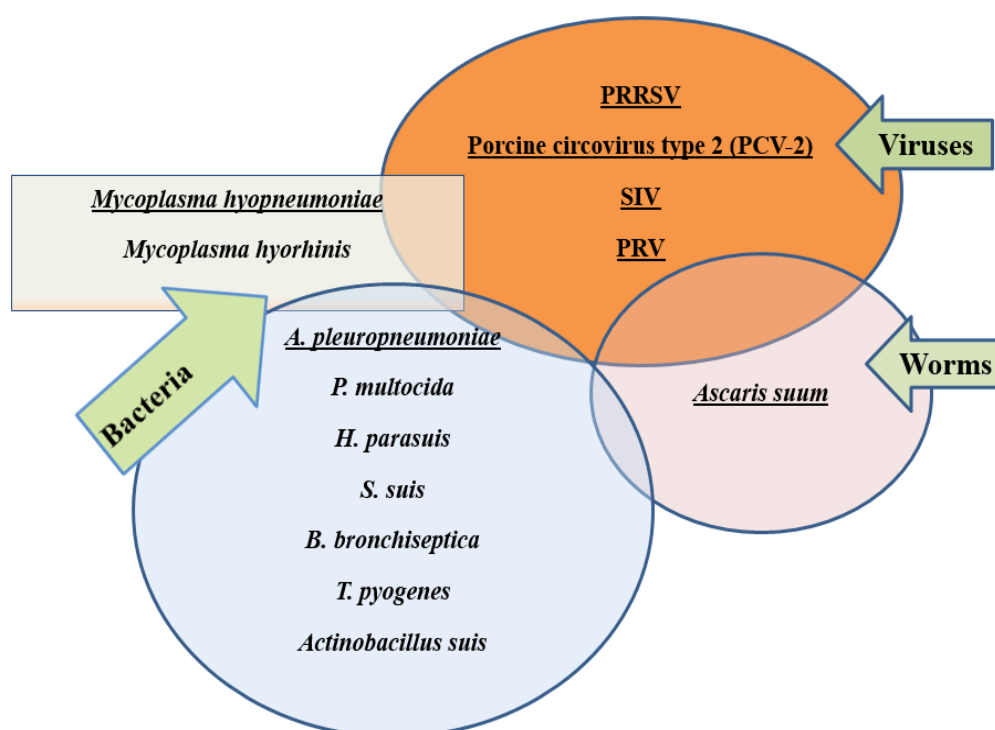 PRRSV
Porcine circovirus type 2 (PCV-2)
SIV
PRV
Viruses
Mycoplasma hyopneumoniae
Mycoplasma hyorhinis
Bacteria
A. pleuropneumoniae
P. multocida
H. parasuis
S. suis
B. bronchiseptica
T. pyogenes
Actinobacillus suis
Ascaris suum
Worms